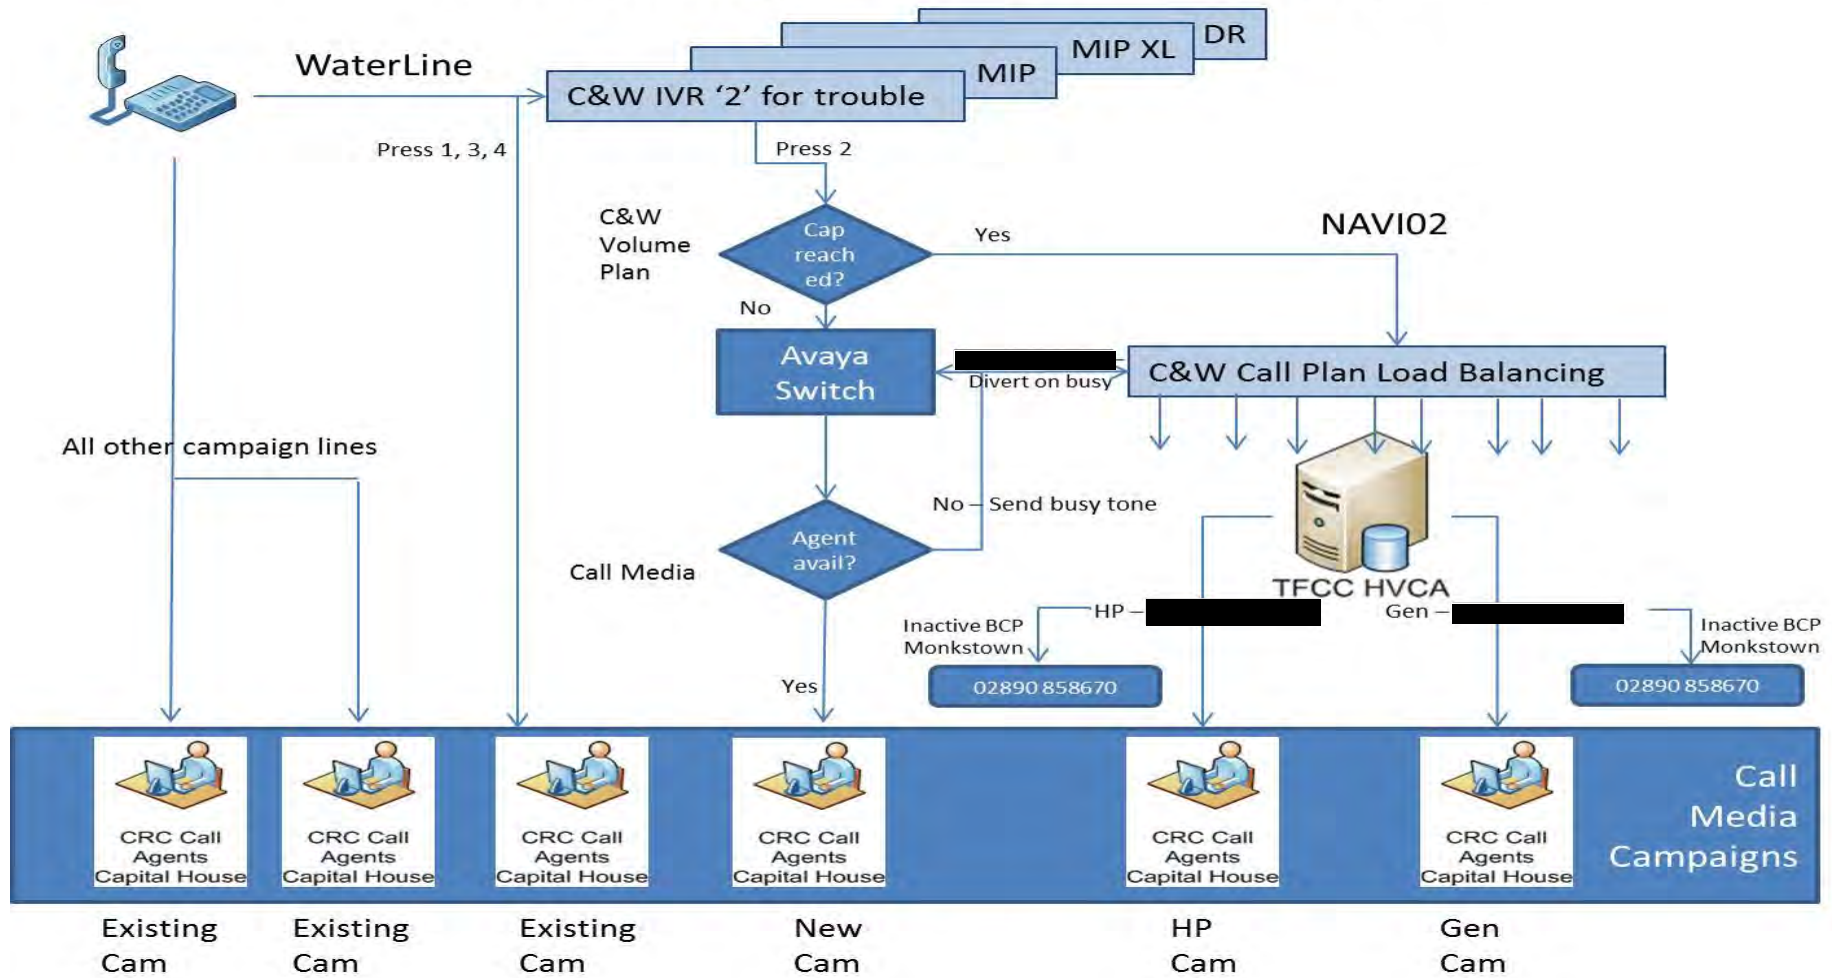 WaterLine
DR
MIP XL
MIP
C&W IVR ‘2’ for trouble
Press 1, 3, 4
Press 2
C&W
Volume
Plan
Cap
reach
ed?
Yes
NAVI02
No
Avaya
Switch
Divert on busy
C&W Call Plan Load Balancing
All other campaign lines
No – Send busy tone
Agent
avail?
Call Media
TFCC HVCA
HP –
Gen –
Inactive BCP
Monkstown
Inactive BCP
Monkstown
Yes
02890 858670
02890 858670
CRC Call
Agents
Capital House
CRC Call
Agents
Capital House
CRC Call
Agents
Capital House
CRC Call
Agents
Capital House
CRC Call
Agents
Capital House
CRC Call
Agents
Capital House
Call
Media
Campaigns
Existing
Cam
Existing
Cam
Existing
Cam
New
Cam
HP
Cam
Gen
Cam